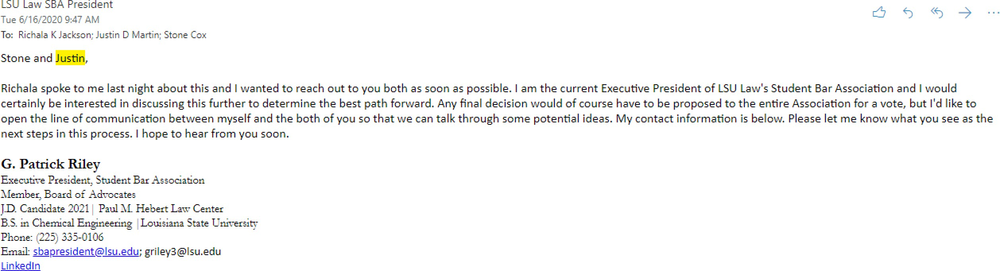 LSU Law SBA President
Tue 6/16/2020 9:47 AM
To: Richala K Jackson; Justin D Martin; Stone Cox
Stone and Justin,
Richala spoke to me last night about this and I wanted to reach out to you both as soon as possible. I am the current Executive President of LSU Law's Student Bar Association and I would
certainly be interested in discussing this further to determine the best path forward. Any final decision would of course have to be proposed to the entire Association for a vote, but I'd like to
open the line of communication between myself and the both of you so that we can talk through some potential ideas. My contact information is below. Please let me know what you see as the
next steps in this process. I hope to hear from you soon.
G. Patrick Riley
Executive President, Student Bar Association
Member, Board of Advocates
J.D. Candidate 2021| Paul M. Hebert Law Center
B.S. in Chemical Engineering |Louisiana State University
Phone: (225) 335-0106
Email: sbapresident@lsu.edu; griley3@lsu.edu
LinkedIn